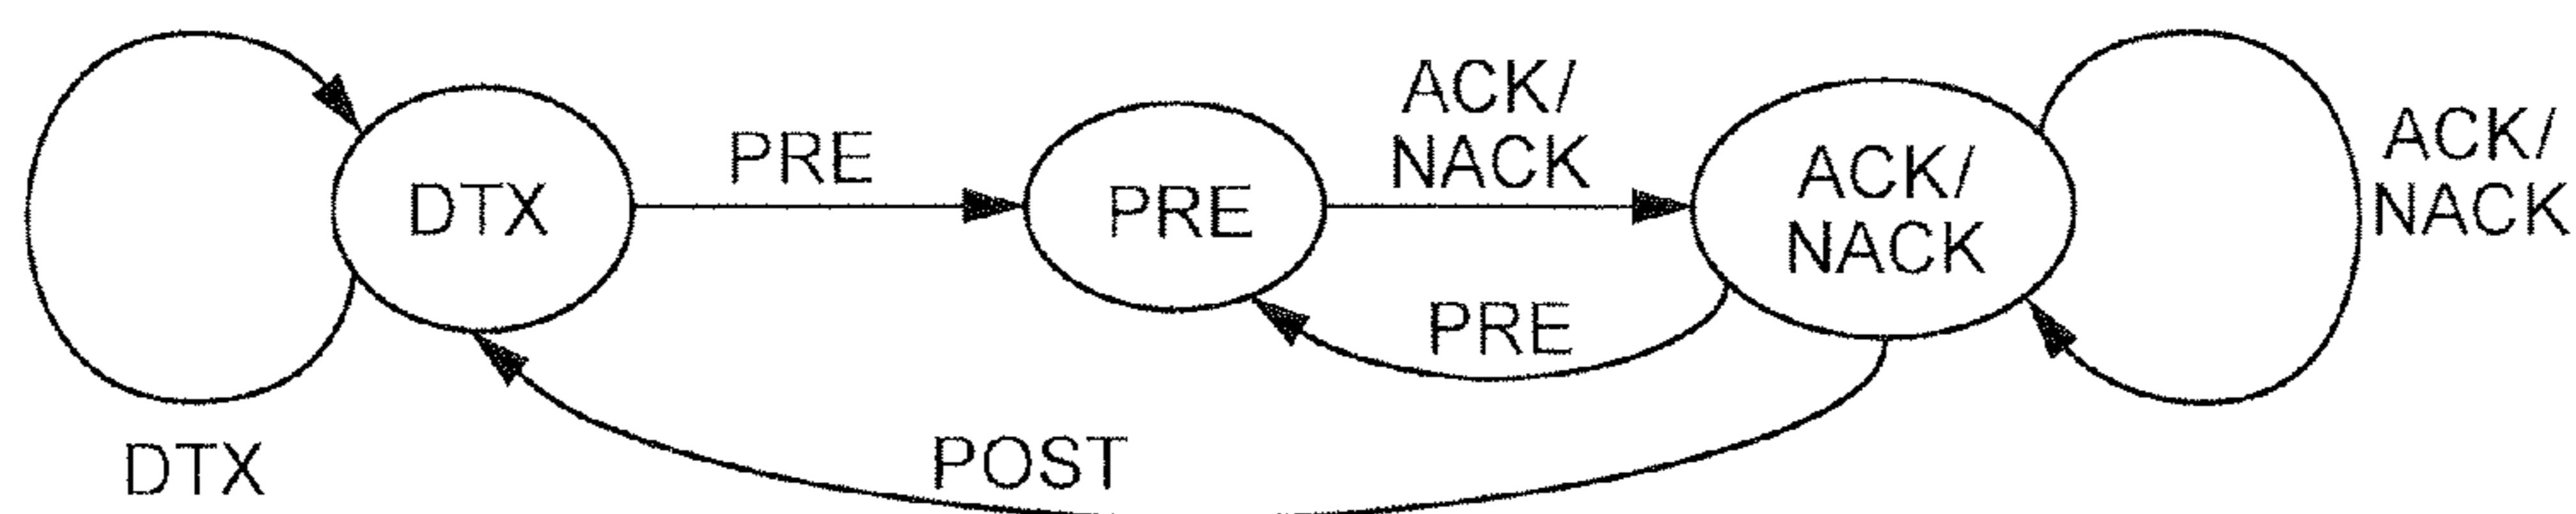 DTX
DTX
PRE
PRE
ACK/
NACK
PRE
ACK/
NACK
ACK/
NACK
POST